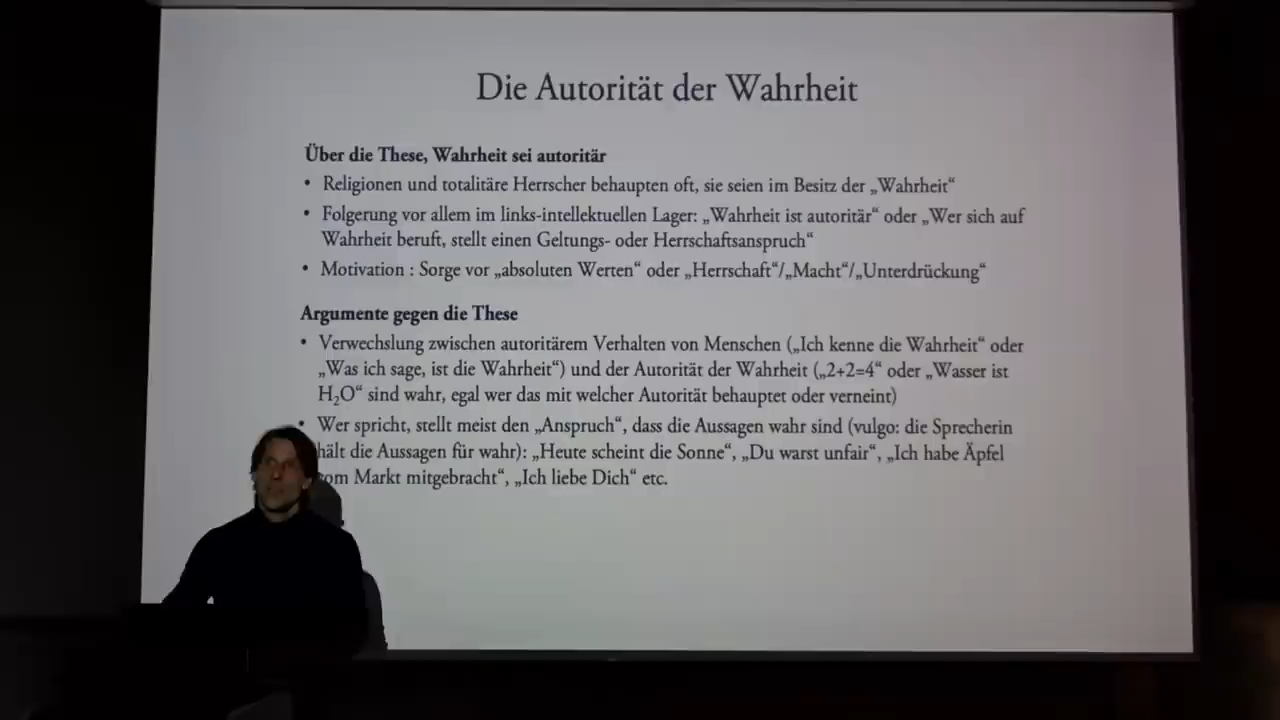 Die Autorität der Wahrheit
Über die These, Wahrheit sei autoritär
• Religionen und totalitäre Herrscher behaupten oft, sie seien im Besitz der „Wahrheit“
• Folgerung vor allem im links-intellektuellen Lager: „Wahrheit ist autoritär“ oder „Wer sich auf
Wahrheit beruft, stellt einen Geltungs- oder Herrschaftsanspruch“
• Motivation : Sorge vor „absoluten Werten“ oder „Herrschaft“/„Macht“/„Unterdrückung“
Argumente gegen die These
• Verwechslung zwischen autoritärem Verhalten von Menschen („Ich kenne die Wahrheit“ oder
„Was ich sage, ist die Wahrheit“) und der Autorität der Wahrheit („2+2=4“ oder „Wasser ist
H₂O“ sind wahr, egal wer das mit welcher Autorität behauptet oder verneint)
• Wer spricht, stellt meist den „Anspruch“, dass die Aussagen wahr sind (vulgo: die Sprecherin
hält die Aussagen für wahr): „Heute scheint die Sonne“, „Du warst unfair“, „Ich habe Äpfel
om Markt mitgebracht“, „Ich liebe Dich“ etc.